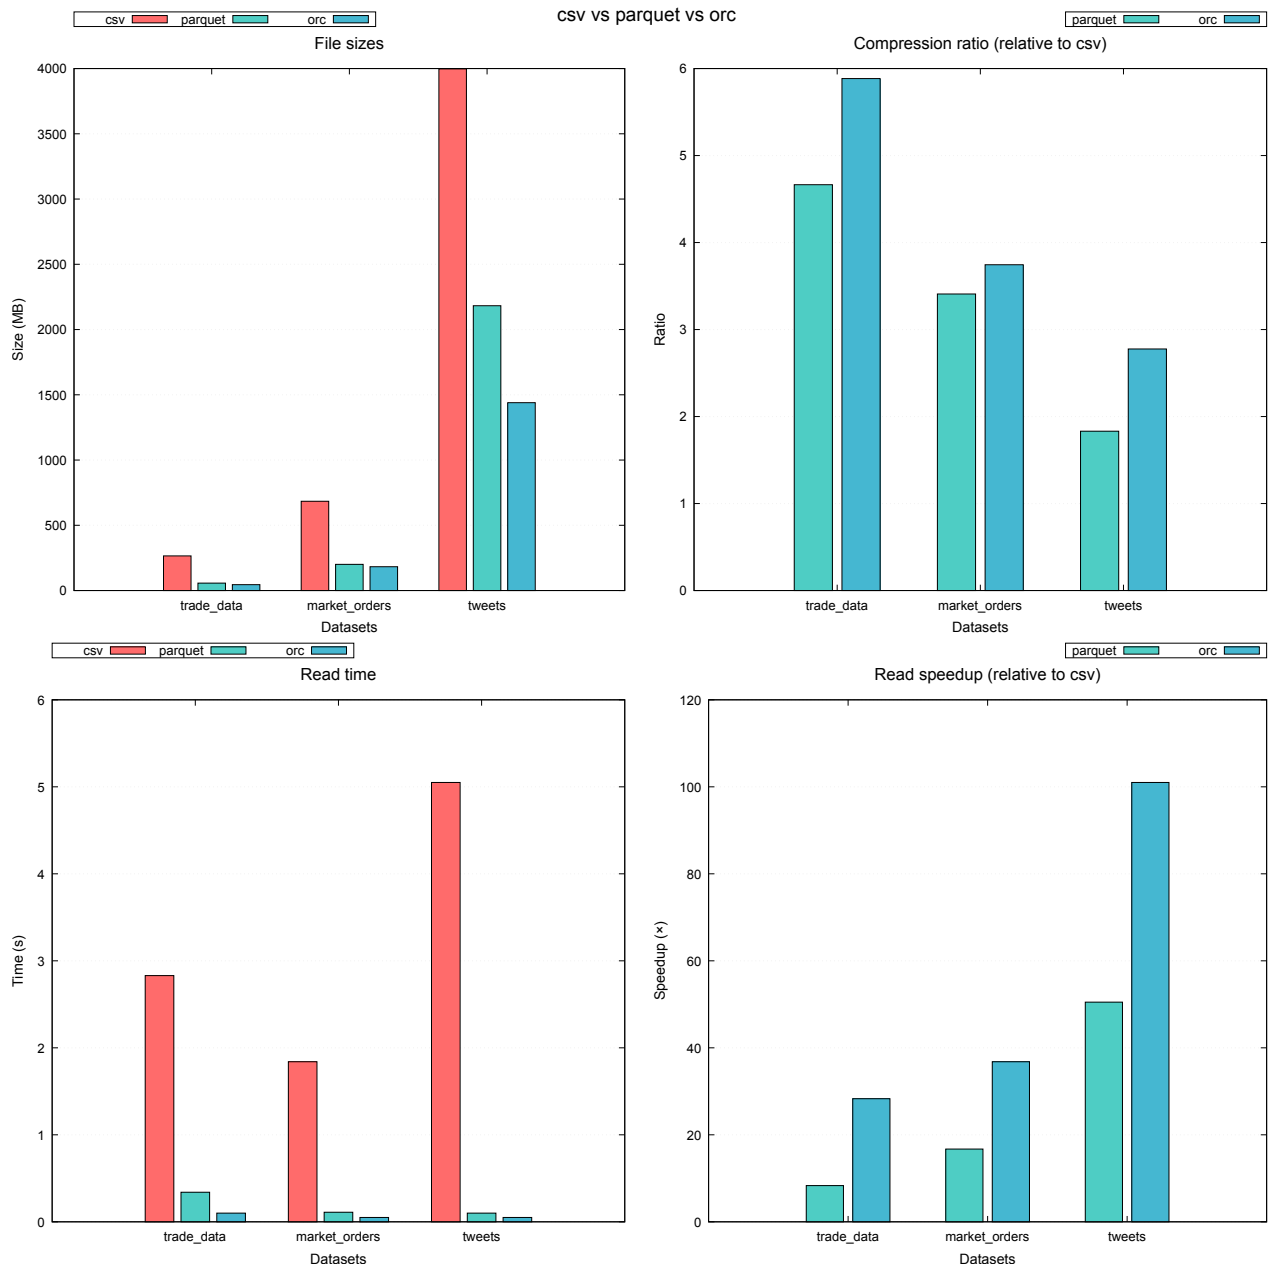 csv vs parquet vs orc
csv parquet orc
File sizes
4000
3500
3000
2500
2000
1500
1000
500
0
Size (MB)
trade_data market_orders tweets
Datasets
parquet orc
Compression ratio (relative to csv)
6
5
4
3
2
1
0
Ratio
trade_data market_orders tweets
Datasets
csv parquet orc
Read time
6
5
4
3
2
1
0
Time (s)
trade_data market_orders tweets
Datasets
parquet orc
Read speedup (relative to csv)
120
100
80
60
40
20
0
Speedup (×)
trade_data market_orders tweets
Datasets